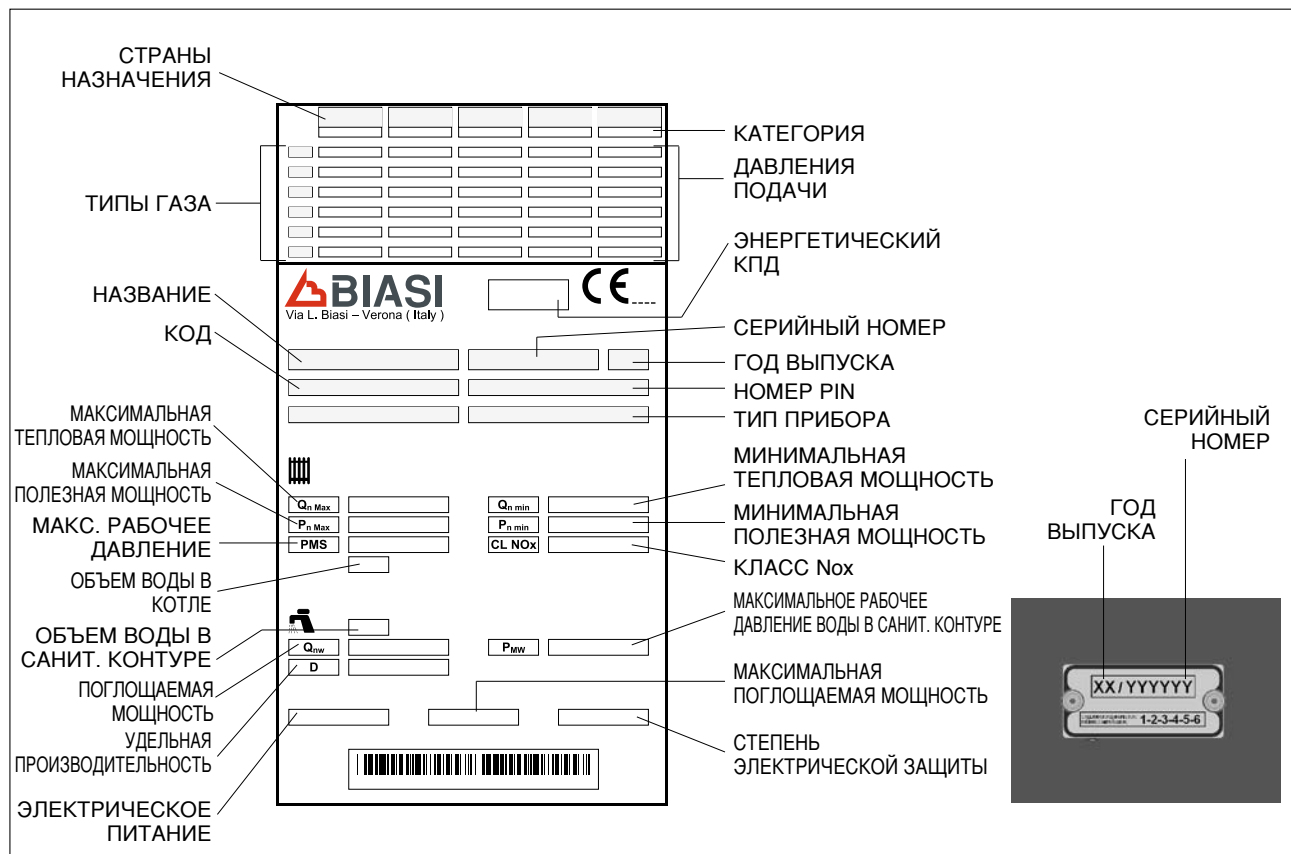 СТРАНЫ
НАЗНАЧЕНИЯ
КАТЕГОРИЯ
ДАВЛЕНИЯ
ПОДАЧИ
ТИПЫ ГАЗА
ЭНЕРГЕТИЧЕСКИЙ
КПД
BIASI
CE
Via L. Biasi – Verona ( Italy )
НАЗВАНИЕ
КОД
СЕРИЙНЫЙ НОМЕР
ГОД ВЫПУСКА
НОМЕР PIN
ТИП ПРИБОРА
МАКСИМАЛЬНАЯ
ТЕПЛОВАЯ МОЩНОСТЬ
МАКСИМАЛЬНАЯ
ПОЛЕЗНАЯ МОЩНОСТЬ
МАКС. РАБОЧЕЕ
ДАВЛЕНИЕ
ОБЪЕМ ВОДЫ В
КОТЛЕ
ОБЪЕМ ВОДЫ В
САНИТ. КОНТУРЕ
ПОГЛОЩАЕМАЯ
МОЩНОСТЬ
УДЕЛЬНАЯ
ПРОИЗВОДИТЕЛЬНОСТЬ
ЭЛЕКТРИЧЕСКОЕ
ПИТАНИЕ
Qn Max
Qn min
Pn Max
Pn min
PMS
CL NOx
Qnw
PMW
D
МИНИМАЛЬНАЯ
ТЕПЛОВАЯ МОЩНОСТЬ
МИНИМАЛЬНАЯ
ПОЛЕЗНАЯ МОЩНОСТЬ
КЛАСС Nox
МАКСИМАЛЬНОЕ РАБОЧЕЕ
ДАВЛЕНИЕ ВОДЫ В САНИТ. КОНТУРЕ
МАКСИМАЛЬНАЯ
ПОГЛОЩАЕМАЯ МОЩНОСТЬ
СТЕПЕНЬ
ЭЛЕКТРИЧЕСКОЙ ЗАЩИТЫ
СЕРИЙНЫЙ
НОМЕР
ГОД
ВЫПУСКА
XX/YYYYYY
1-2-3-4-5-6